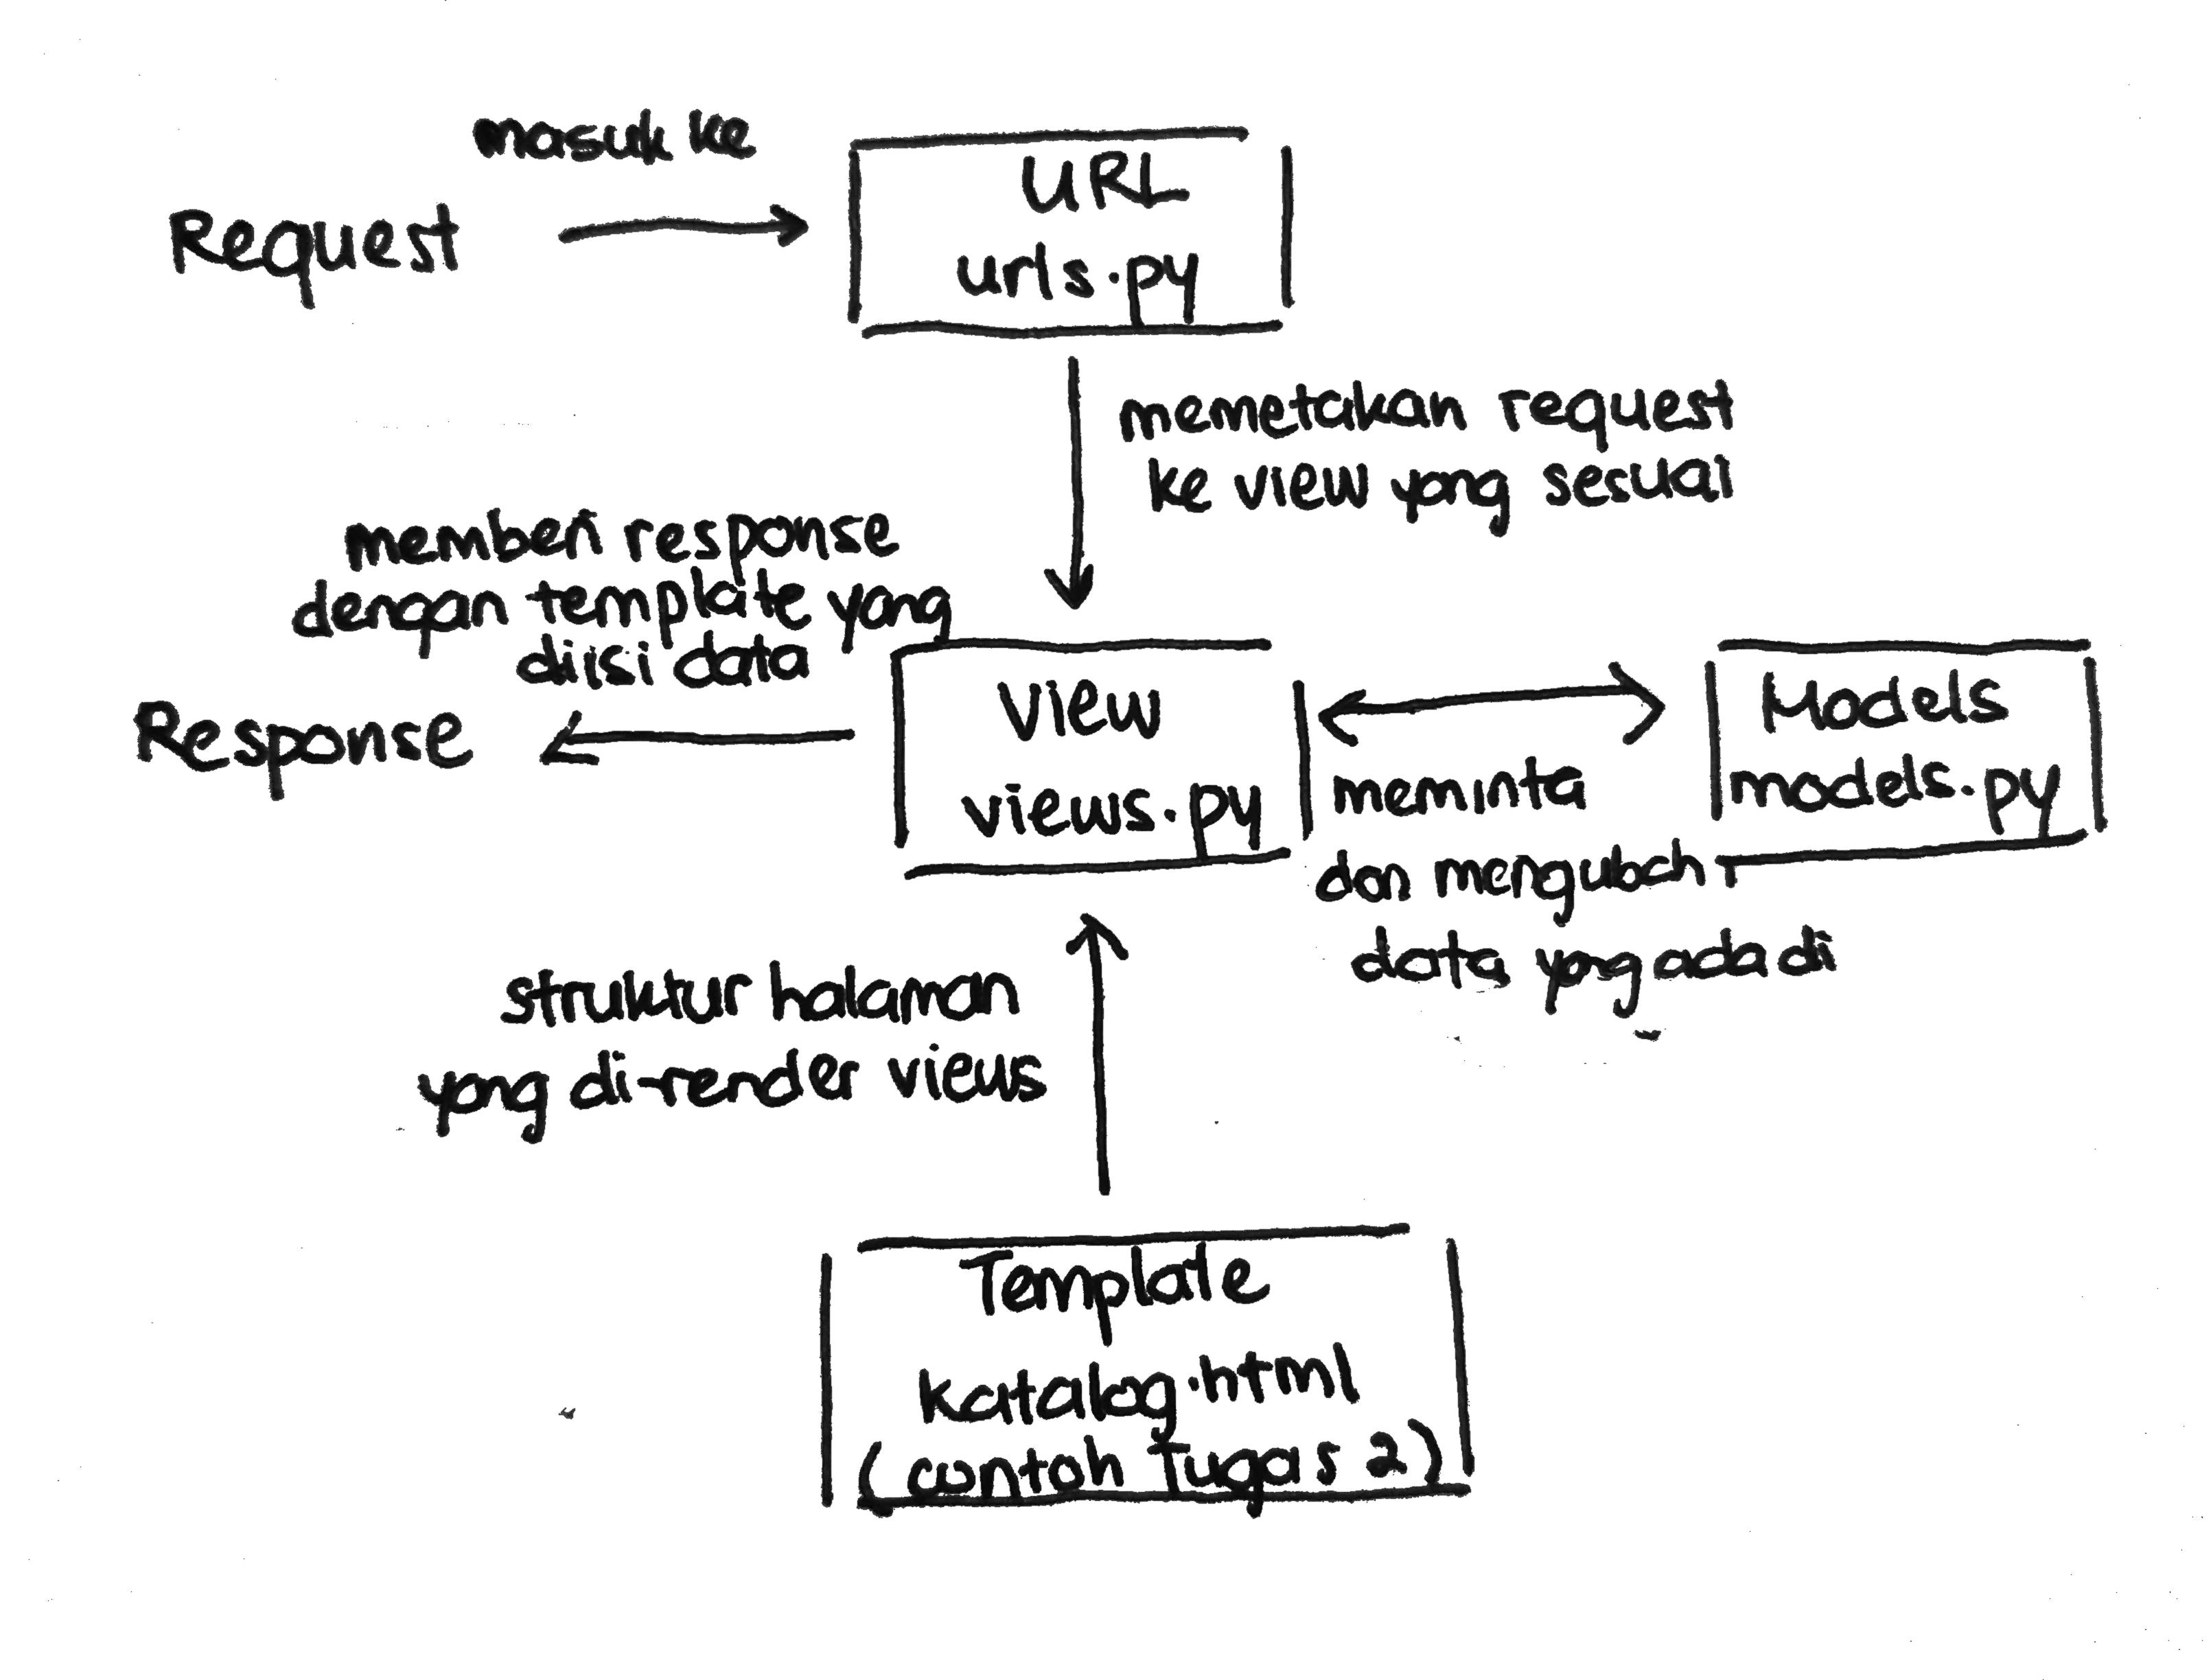 masuk ke
Request
URL
urls.py
memetakan request
ke view yang sesuai
memberi response
dengan template yang
diisi data
Response
View
views.py
meminta
dan mengubah
data yang ada di
Models
models.py
struktur halaman
yang di-render views
Template
katalog.html
(contoh Tugas 2)